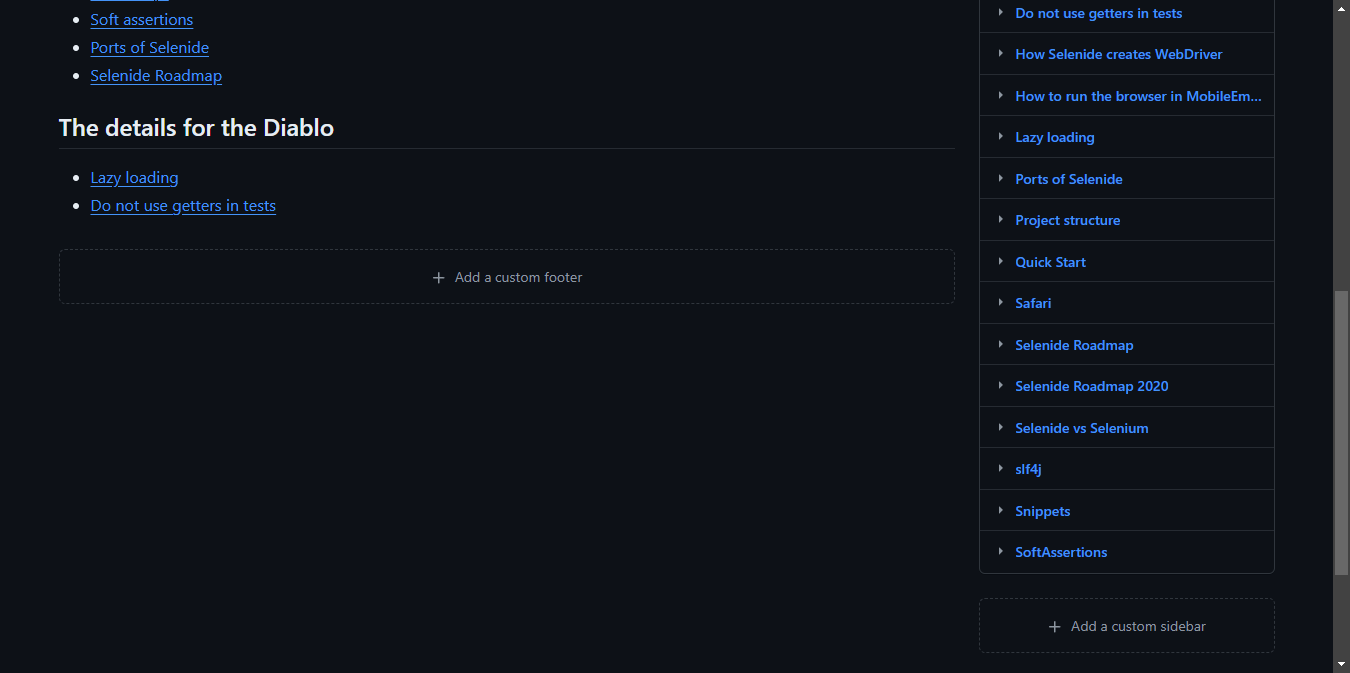 Soft assertions
Ports of Selenide
Selenide Roadmap
The details for the Diablo
Lazy loading
Do not use getters in tests
Add a custom footer
Do not use getters in tests
How Selenide creates WebDriver
How to run the browser in MobileEm...
Lazy loading
Ports of Selenide
Project structure
Quick Start
Safari
Selenide Roadmap
Selenide Roadmap 2020
Selenide vs Selenium
slf4j
Snippets
SoftAssertions
Add a custom sidebar